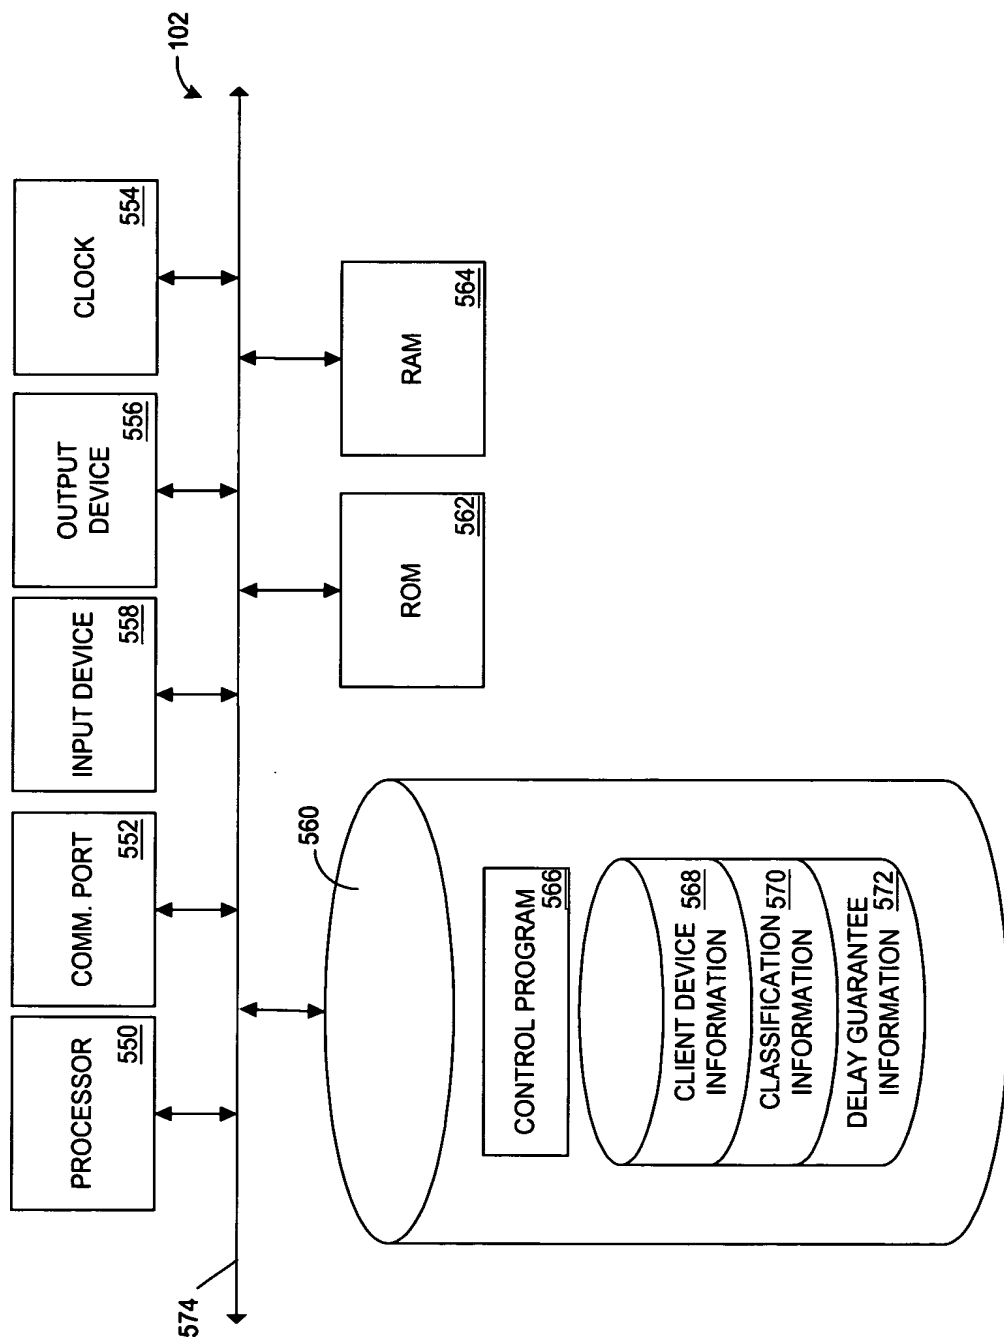 102
PROCESSOR
550
COMM. PORT
552
INPUT DEVICE
558
OUTPUT
DEVICE
556
CLOCK
554
574
560
ROM
562
RAM
564
CONTROL PROGRAM
566
CLIENT DEVICE
INFORMATION
568
CLASSIFICATION
INFORMATION
570
DELAY GUARANTEE
INFORMATION
572